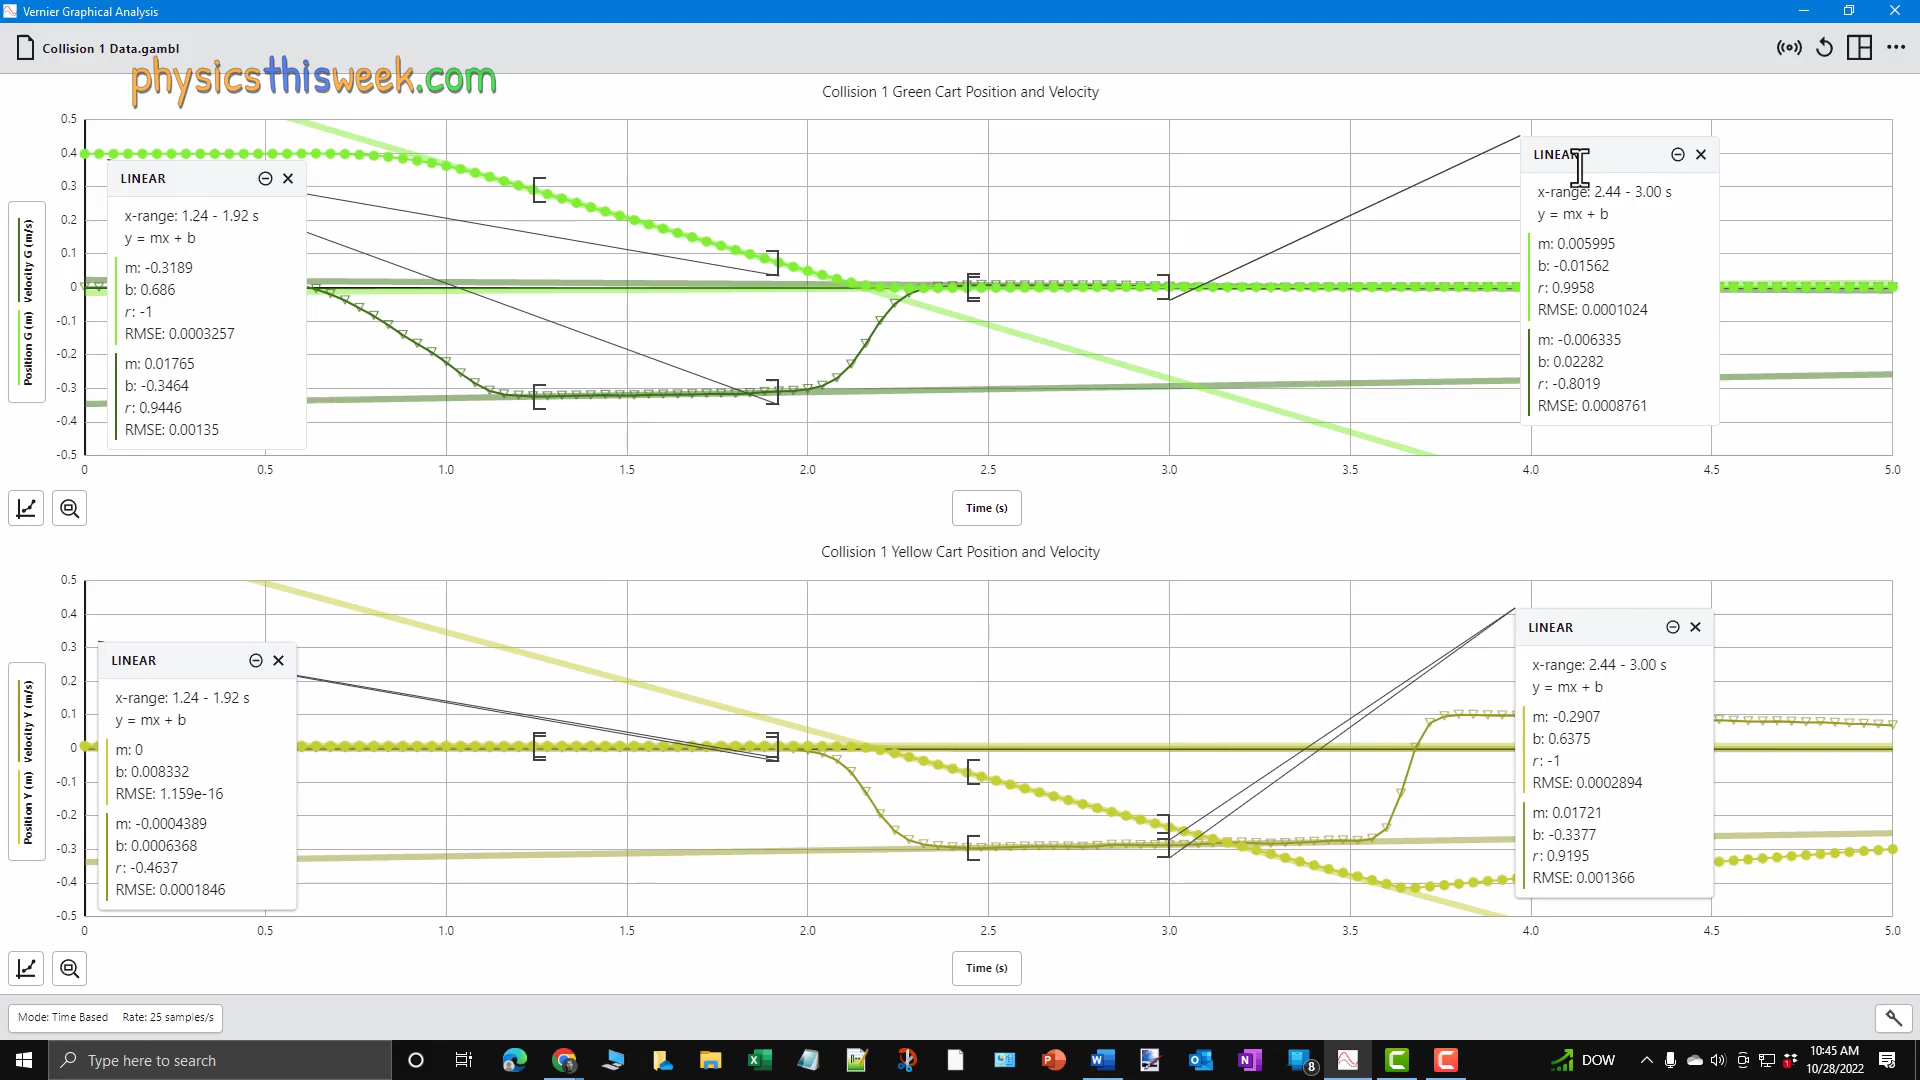 Vernier Graphical Analysis
Collision 1 Data.gambl
physicsthisweek.com
Collision 1 Green Cart Position and Velocity
Position G (m) Velocity G (m/s)
0.5
0.4
0.3
0.2
0.1
0
-0.1
-0.2
-0.3
-0.4
-0.5
LINEAR
x-range: 1.24 - 1.92 s
y = mx + b
m: -0.3189
b: 0.686
r: -1
RMSE: 0.0003257
m: 0.01765
b: -0.3464
r: 0.9446
RMSE: 0.00135
LINEAR
x-range: 2.44 - 3.00 s
y = mx + b
m: 0.005995
b: -0.01562
r: 0.9958
RMSE: 0.0001024
m: -0.006335
b: 0.02282
r: -0.8019
RMSE: 0.0008761
0 0.5 1.0 1.5 2.0 2.5 3.0 3.5 4.0 4.5 5.0
Time (s)
Collision 1 Yellow Cart Position and Velocity
Position Y (m) Velocity Y (m/s)
0.5
0.4
0.3
0.2
0.1
0
-0.1
-0.2
-0.3
-0.4
-0.5
LINEAR
x-range: 1.24 - 1.92 s
y = mx + b
m: 0
b: 0.008332
RMSE: 1.159e-16
m: -0.0004389
b: 0.0006368
r: -0.4637
RMSE: 0.0001846
LINEAR
x-range: 2.44 - 3.00 s
y = mx + b
m: -0.2907
b: 0.6375
r: -1
RMSE: 0.0002894
m: 0.01721
b: -0.3377
r: 0.9195
RMSE: 0.001366
0 0.5 1.0 1.5 2.0 2.5 3.0 3.5 4.0 4.5 5.0
Time (s)
Mode: Time Based Rate: 25 samples/s
Type here to search
8
DOW
10:45 AM
10/28/2022